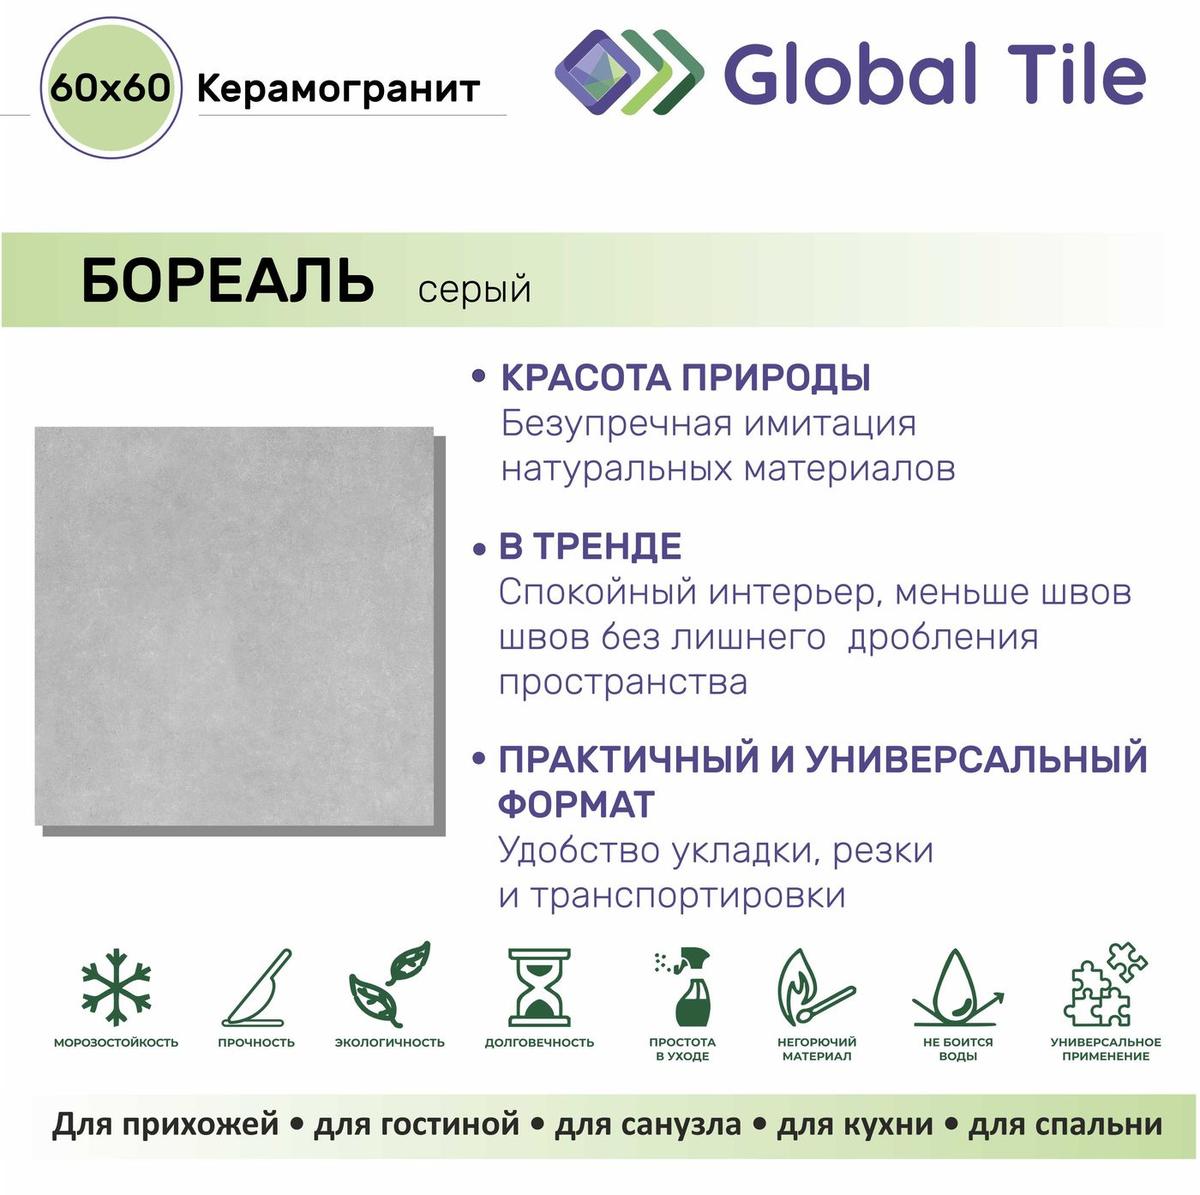 60x60
Керамогранит
Global Tile
БОРЕАЛЬ серый
• КРАСОТА ПРИРОДЫ
Безупречная имитация
натуральных материалов
• В ТРЕНДЕ
Спокойный интерьер, меньше швов
швов без лишнего дробления
пространства
• ПРАКТИЧНЫЙ И УНИВЕРСАЛЬНЫЙ
ФОРМАТ
Удобство укладки, резки
и транспортировки
МОРОЗОСТОЙКОСТЬ
ПРОЧНОСТЬ
ЭКОЛОГИЧНОСТЬ
ДОЛГОВЕЧНОСТЬ
ПРОСТОТА
В УХОДЕ
НЕГОРЮЧИЙ
МАТЕРИАЛ
НЕ БОИТСЯ
ВОДЫ
УНИВЕРСАЛЬНОЕ
ПРИМЕНЕНИЕ
Для прихожей • для гостиной • для санузла • для кухни • для спальни